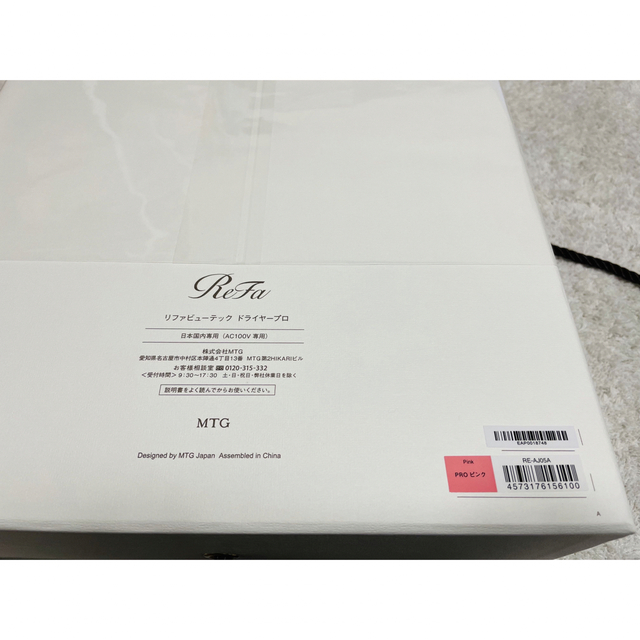 ReFa
リファビューテック ドライヤープロ
日本国内専用（AC100V 専用）
株式会社MTG
愛知県名古屋市中村区本陣通4丁目13番 MTG第2HIKARIビル
お客様相談室 ☎ 0120-315-332
＜受付時間＞9：30〜17：30 土・日・祝日・弊社休業日を除く
説明書をよく読んでからお使いください。
MTG
Designed by MTG Japan Assembled in China
EAP0018748
Pink
PRO ピンク
RE-AJ05A
4573176156100